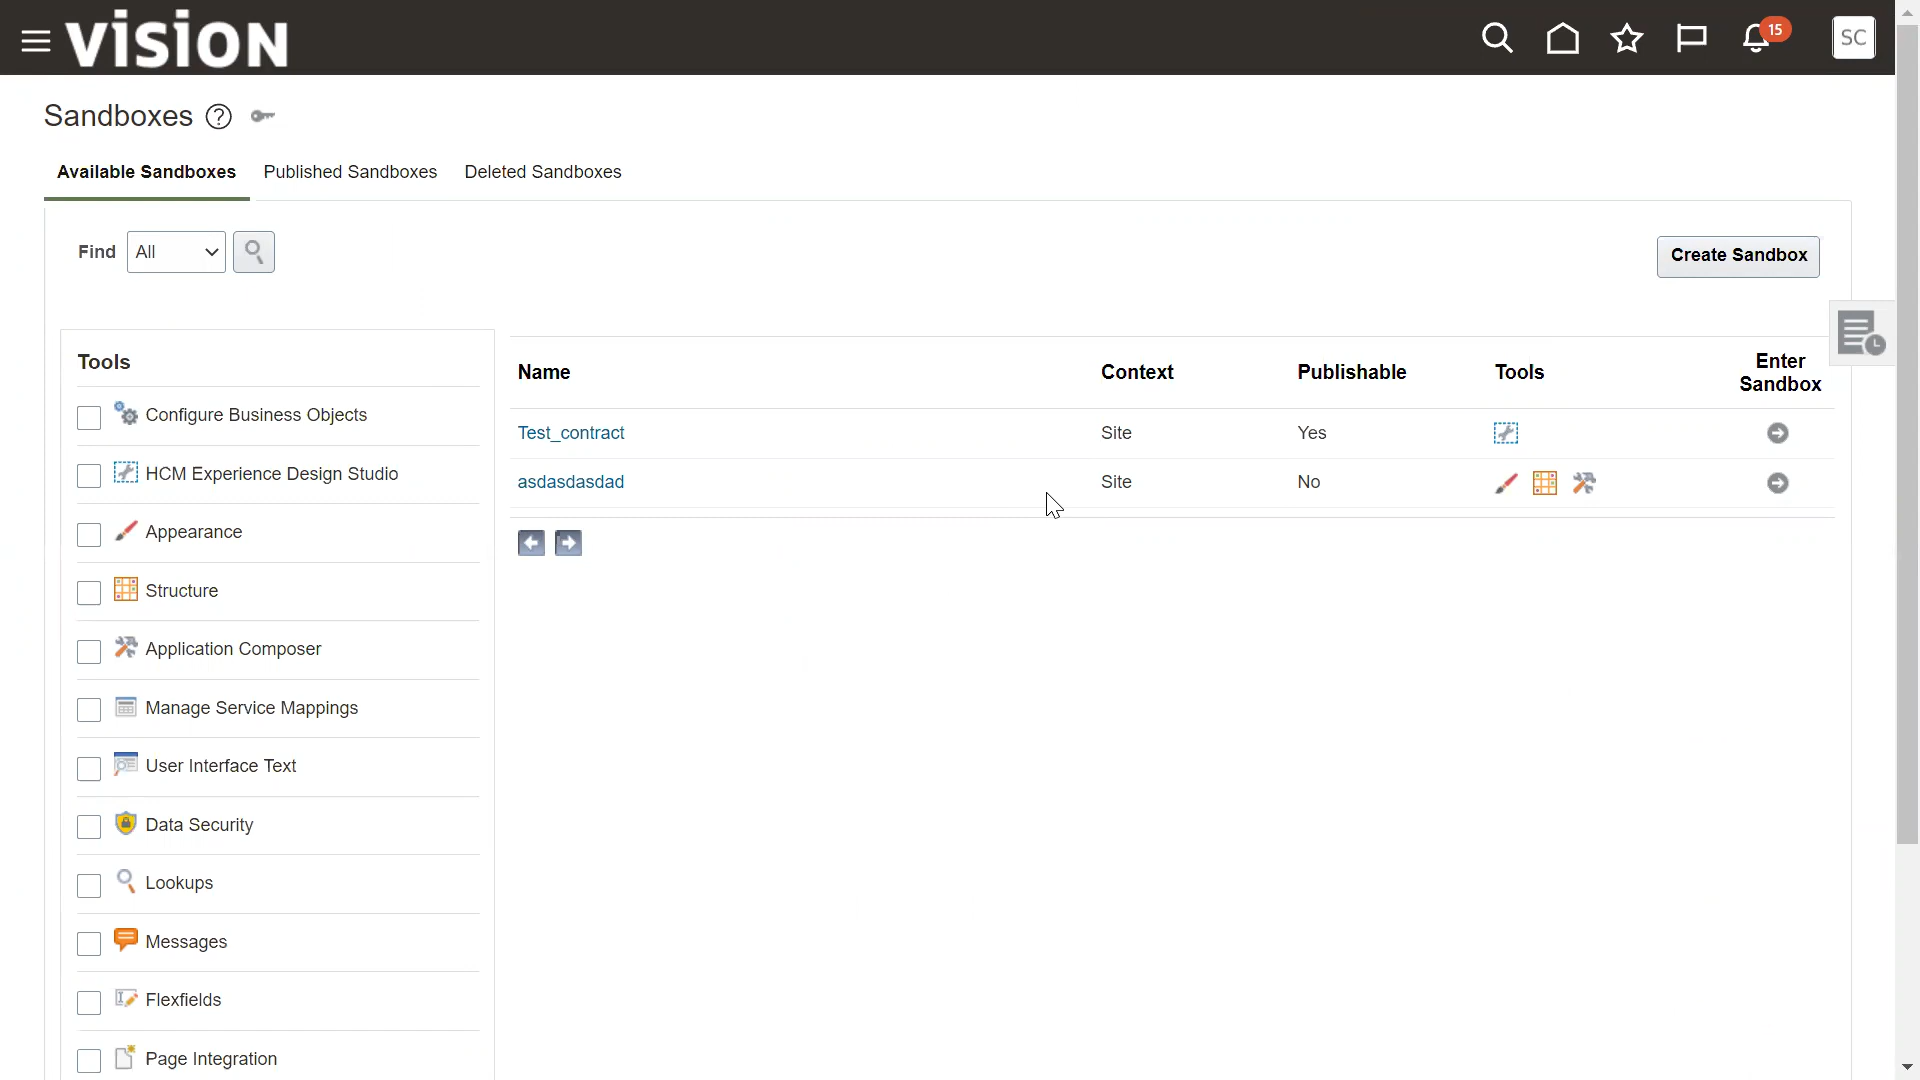 vision
15
SC
Sandboxes
Available Sandboxes Published Sandboxes Deleted Sandboxes
Find All
Create Sandbox
Tools
Configure Business Objects
HCM Experience Design Studio
Appearance
Structure
Application Composer
Manage Service Mappings
User Interface Text
Data Security
Lookups
Messages
Flexfields
Page Integration
Name Context Publishable Tools Enter Sandbox
Test_contract Site Yes
asdasdasdad Site No